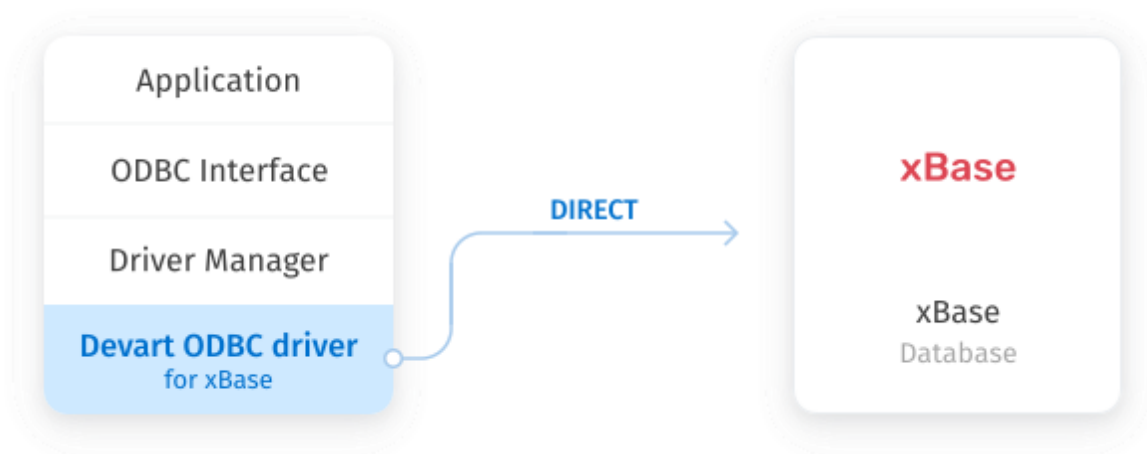 Application
ODBC Interface
Driver Manager
Devart ODBC driver
for xBase
DIRECT
xBase
xBase
Database